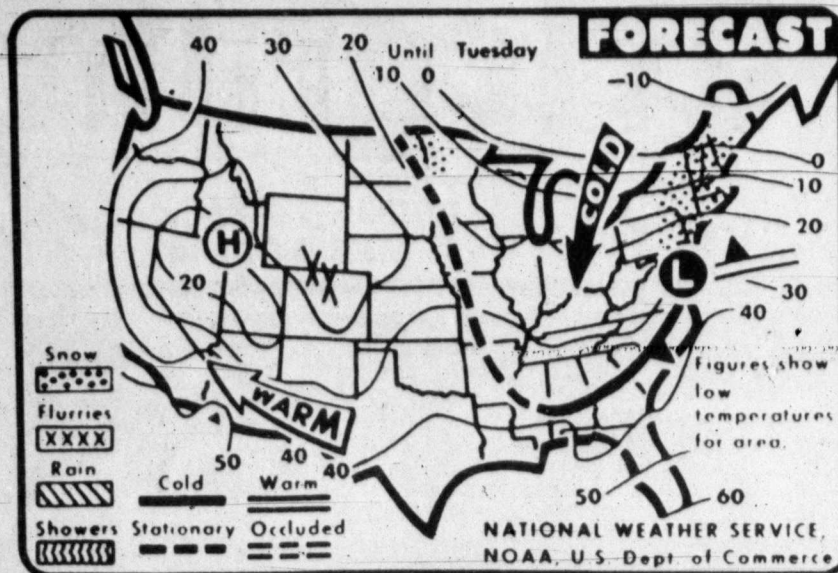 FORECAST
Until Tuesday
40
30
20
10
0
-10
0
10
20
30
40
H
20
COLD
L
WARM
50
40
40
50
60
Figures show
low
temperatures
for area.
Snow
Flurries
XXXX
Rain
Showers
Cold
Warm
Stationary
Occluded
NATIONAL WEATHER SERVICE,
NOAA, U.S. Dept. of Commerce